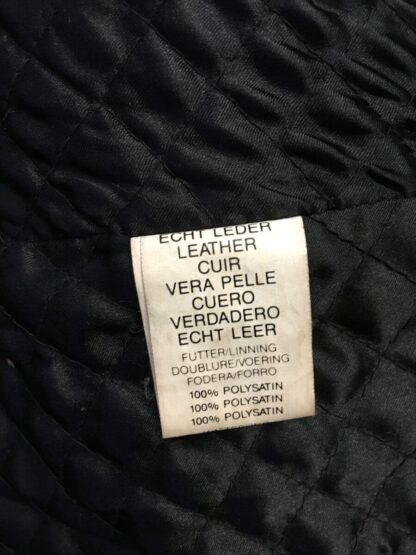 ECHT LEDER
LEATHER
CUIR
VERA PELLE
CUERO
VERDADERO
ECHT LEER
FUTTER/LINNING
DOUBLURE/VOERING
FODERA/FORRO
100% POLYSATIN
100% POLYSATIN
100% POLYSATIN